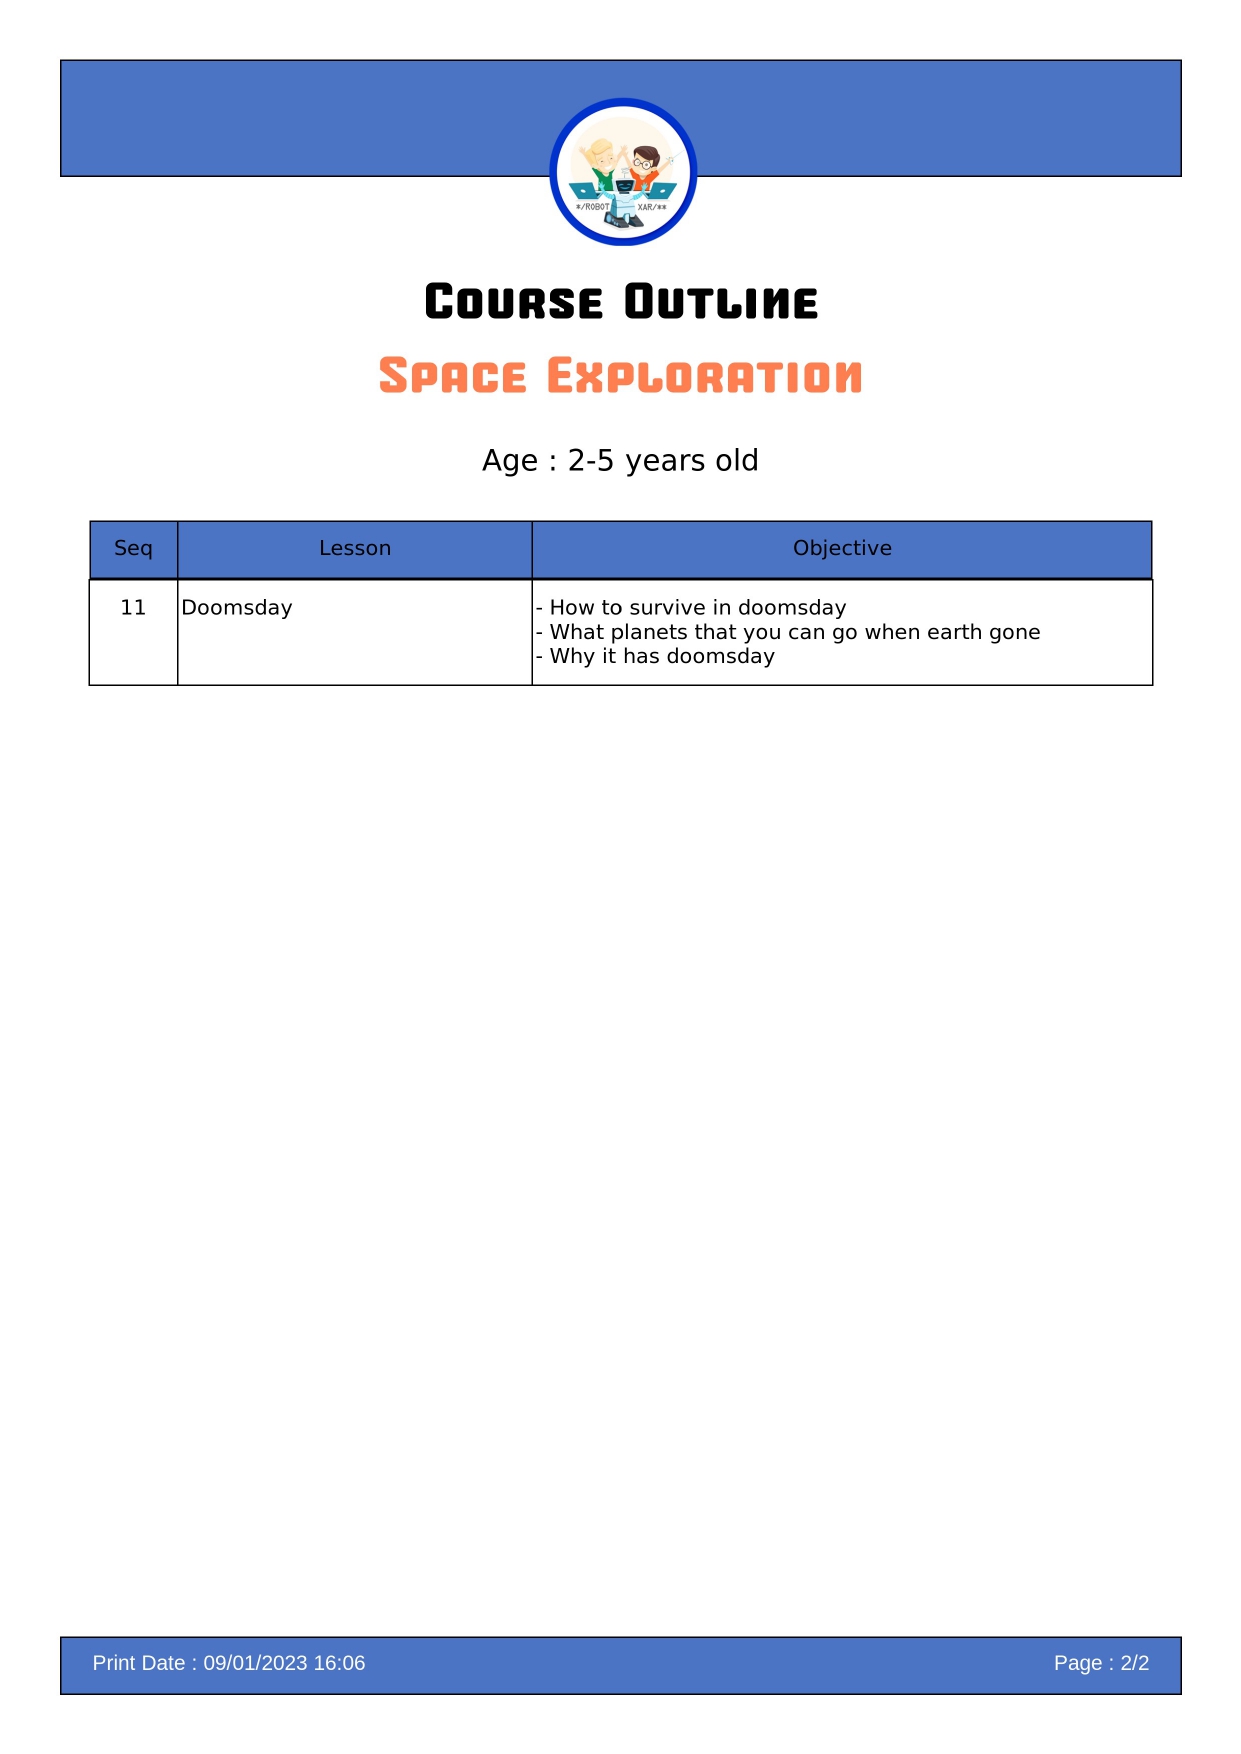 */ROBOT XAR/**
Course Outline
Space Exploration
Age : 2-5 years old
Seq Lesson Objective
11 Doomsday - How to survive in doomsday
- What planets that you can go when earth gone
- Why it has doomsday
Print Date : 09/01/2023 16:06 Page : 2/2